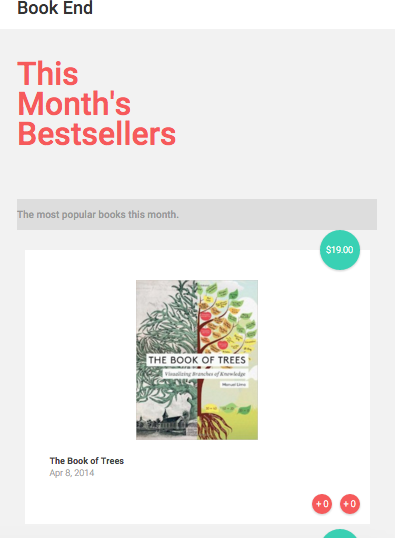 Book End
This
Month's
Bestsellers
The most popular books this month.
$19.00
THE BOOK OF TREES
Visualizing Branches of Knowledge
Manuel Lima
The Book of Trees
Apr 8, 2014
+ 0 + 0